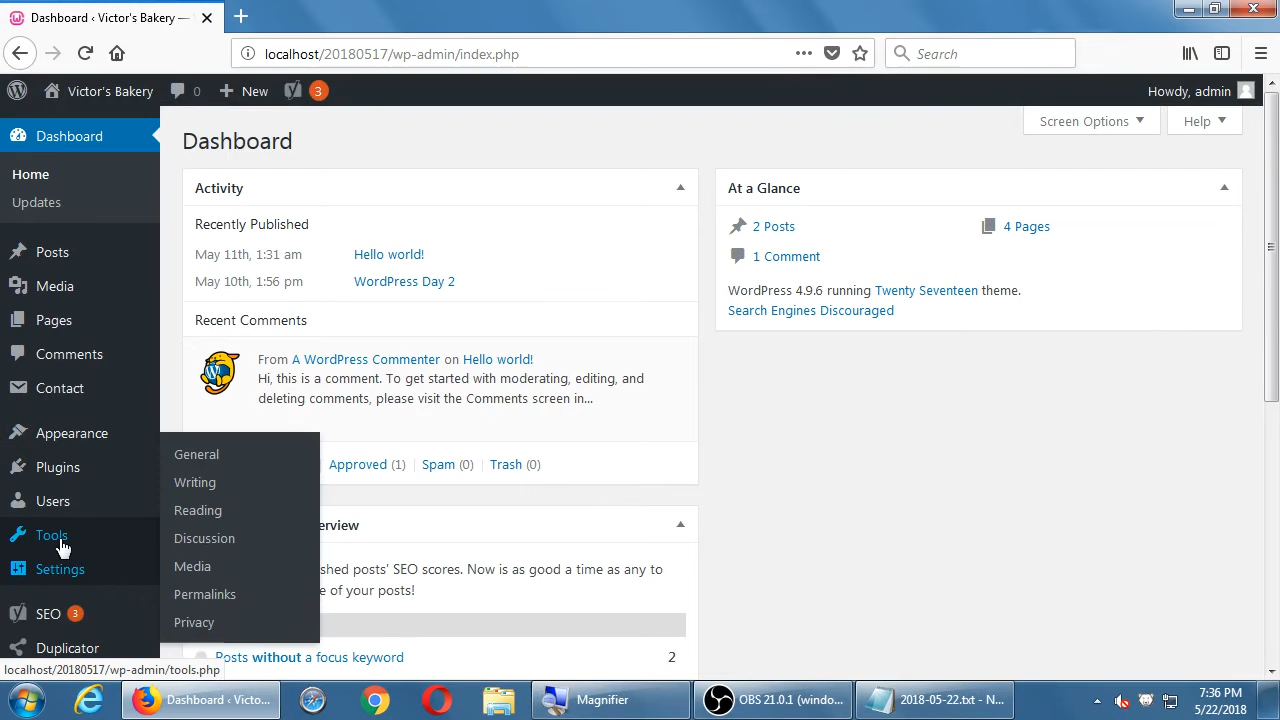 Dashboard ‹ Victor's Bakery —
localhost/20180517/wp-admin/index.php
Search
Victor's Bakery
0
New
3
Howdy, admin
Dashboard
Home
Updates
Posts
Media
Pages
Comments
Contact
Appearance
Plugins
Users
Tools
Settings
SEO 3
Duplicator
General
Writing
Reading
Discussion
Media
Permalinks
Privacy
Screen Options
Help
Dashboard
Activity
Recently Published
May 11th, 1:31 am Hello world!
May 10th, 1:56 pm WordPress Day 2
Recent Comments
From A WordPress Commenter on Hello world!
Hi, this is a comment. To get started with moderating, editing, and
deleting comments, please visit the Comments screen in...
Approved (1) Spam (0) Trash (0)
erview
shed posts' SEO scores. Now is as good a time as any to
e of your posts!
Posts without a focus keyword 2
At a Glance
2 Posts 4 Pages
1 Comment
WordPress 4.9.6 running Twenty Seventeen theme.
Search Engines Discouraged
localhost/20180517/wp-admin/tools.php
Dashboard ‹ Victo...
Magnifier
OBS 21.0.1 (windo...
2018-05-22.txt - N...
7:36 PM
5/22/2018